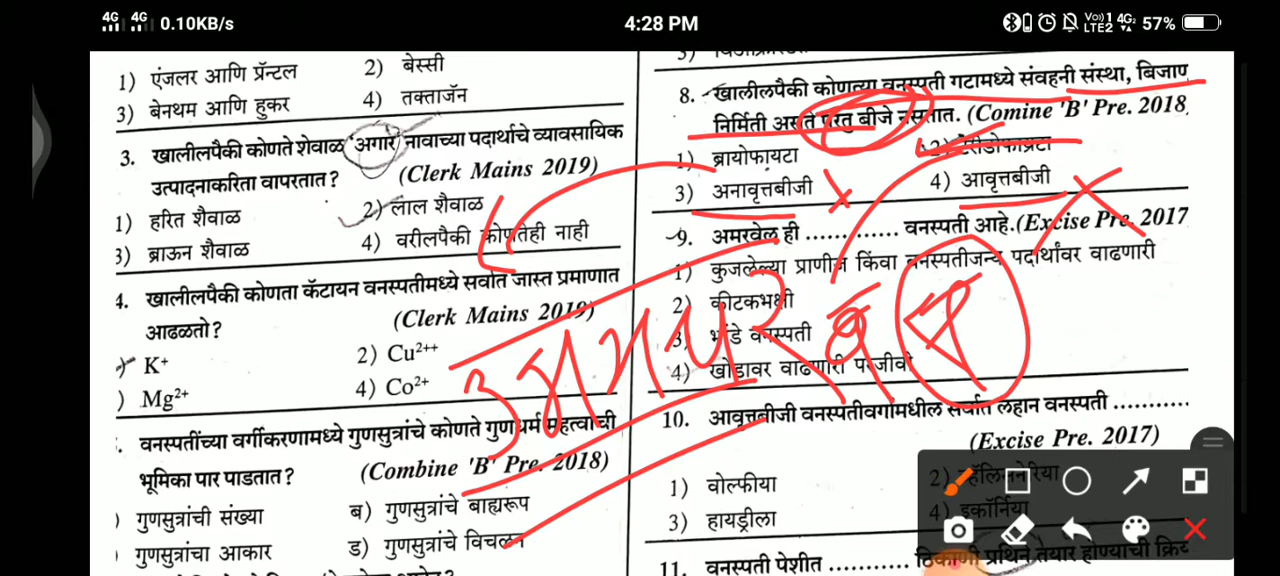 4G 4G 0.10KB/s
4:28 PM
Vo)) 1 4G LTE2 57%
1) एंजलर आणि प्रॅन्टल
2) बेस्सी
3) बेनथम आणि हुकर
4) तक्ताजॅन
3. खालीलपैकी कोणते शेवाळ 'अगार' नावाच्या पदार्थाचे व्यावसायिक
उत्पादनाकरिता वापरतात? (Clerk Mains 2019)
1) हरित शैवाळ
2) लाल शैवाळ
3) ब्राऊन शैवाळ
4) वरीलपैकी कोणतेही नाही
4. खालीलपैकी कोणता कॅटायन वनस्पतीमध्ये सर्वात जास्त प्रमाणात
आढळतो? (Clerk Mains 2019)
K⁺
2) Cu²⁺⁺
) Mg²⁺
4) Co²⁺
. वनस्पतींच्या वर्गीकरणामध्ये गुणसुत्रांचे कोणते गुणधर्म महत्वाची
भूमिका पार पाडतात? (Combine 'B' Pre. 2018)
) गुणसुत्रांची संख्या
ब) गुणसुत्रांचे बाह्यरूप
) गुणसुत्रांचा आकार
ड) गुणसुत्रांचे विचलन
8. खालीलपैकी कोणत्या वनस्पती गटामध्ये संवहनी संस्था, बिजाणू
निर्मिती असते परंतु बीजे नसतात. (Comine 'B' Pre. 2018
1) ब्रायोफायटा
2) टेरीडोफायटा
3) अनावृत्तबीजी
4) आवृत्तबीजी
9. अमरवेल ही ............ वनस्पती आहे.(Excise Pre. 2017
1) कुजलेल्या प्राणीज किंवा वनस्पतीजन्य पदार्थांवर वाढणारी
2) कीटकभक्षी
3) भांडे वनस्पती
4) खोडावर वाढणारी परजीवी
10. आवृत्तबीजी वनस्पतीवर्गामधील सर्वात लहान वनस्पती ...........
(Excise Pre. 2017)
1) वोल्फीया
2)
3) हायड्रीला
4) इकॉर्निया
11. वनस्पती पेशीत ........... ठिकाणी प्रथिने तयार होण्याची